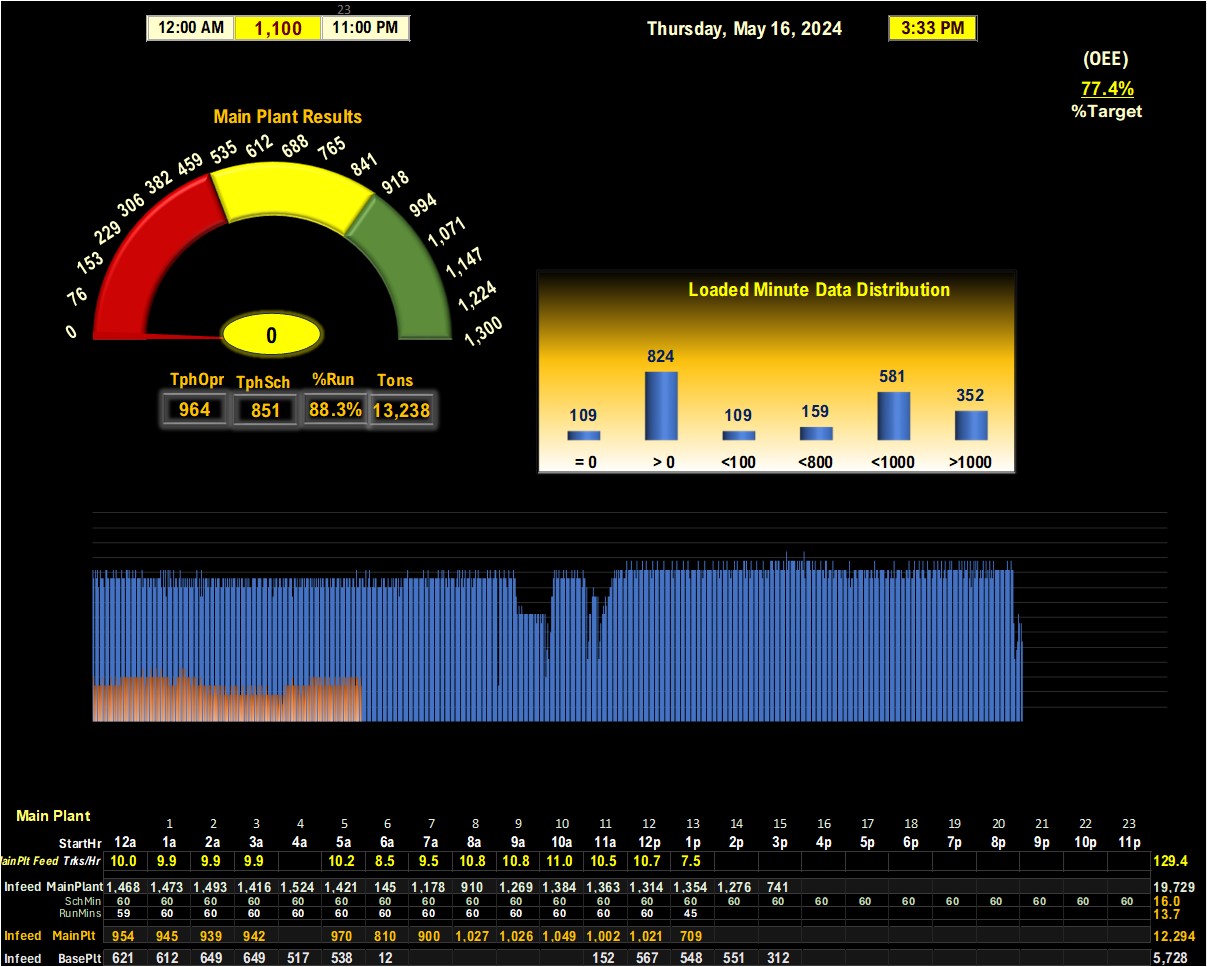 23
12:00 AM 1,100 11:00 PM Thursday, May 16, 2024 3:33 PM
(OEE)
77.4%
%Target
Main Plant Results
0 76 153 229 306 382 459 535 612 688 765 841 918 994 1,071 1,147 1,224 1,300
0
TphOpr TphSch %Run Tons
964 851 88.3% 13,238
Loaded Minute Data Distribution
109 824 109 159 581 352
= 0 > 0 <100 <800 <1000 >1000
Main Plant
1 2 3 5 6 7 8 9 10 11 12 13 14 15 16 17 18 19 20 21 22 23
StartHr 12a 1a 2a 3a 4a 5a 6a 7a 8a 9a 10a 11a 12p 1p 2p 3p 4p 5p 6p 7p 8p 9p 10p 11p
ainPlt Feed Trks/Hr 10.0 9.9 9.9 9.9 10.2 8.5 9.5 10.8 10.8 11.0 10.5 10.7 7.5 129.4
Infeed MainPlant 1,468 1,473 1,493 1,416 1,524 1,421 145 1,178 910 1,269 1,384 1,363 1,314 1,354 1,276 741 19,729
SchMin 60 60 60 60 60 60 60 60 60 60 60 60 60 60 60 60 60 60 60 60 60 60 60 60 16.0
RunMins 59 60 60 60 60 60 60 60 60 60 60 60 45 13.7
Infeed MainPlt 954 945 939 942 970 810 900 1,027 1,026 1,049 1,002 1,021 709 12,294
Infeed BasePlt 621 612 649 649 517 538 12 152 567 548 551 312 5,728